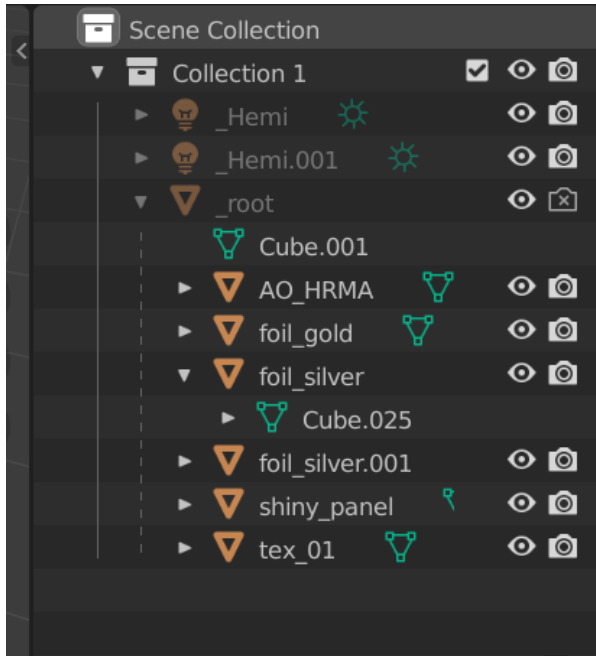 Scene Collection
Collection 1
_Hemi
_Hemi.001
_root
Cube.001
AO_HRMA
foil_gold
foil_silver
Cube.025
foil_silver.001
shiny_panel
tex_01